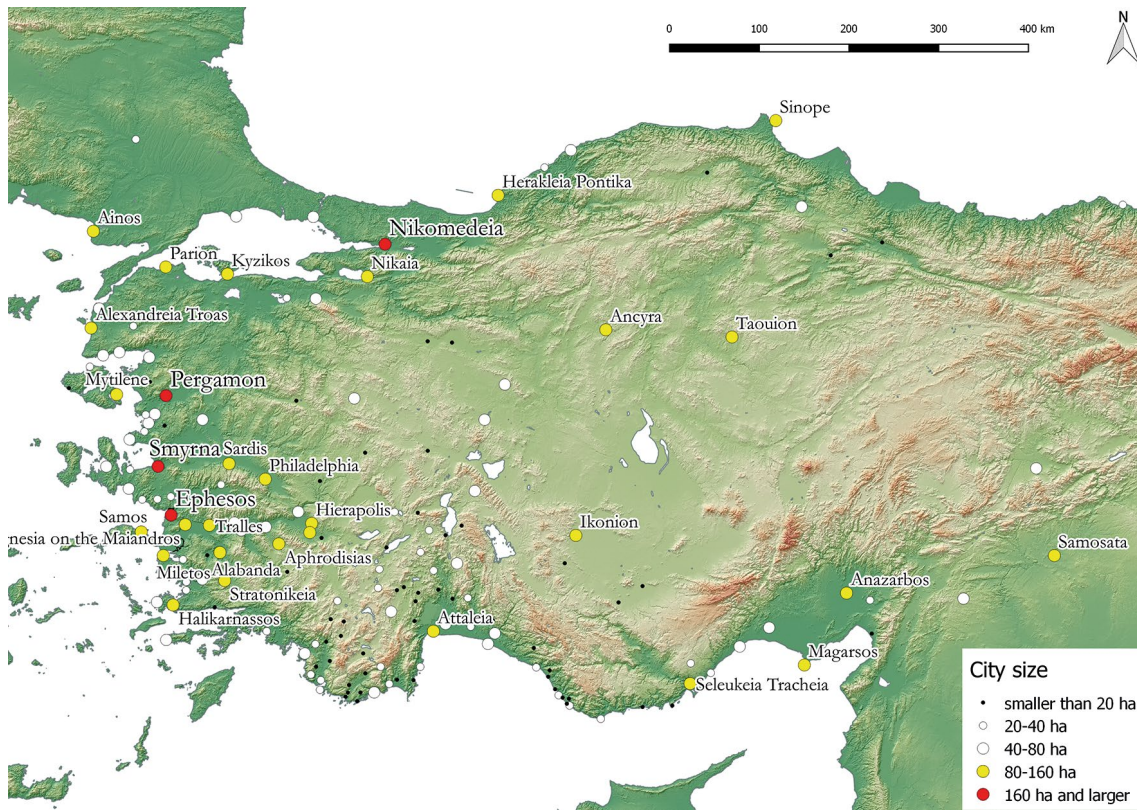 N
0 100 200 300 400 km
Sinope
Herakleia Pontika
Ainos
Nikomedeia
Parion
Kyzikos
Nikaia
Alexandreia Troas
Ancyra
Taouion
Mytilene
Pergamon
Smyrna
Sardis
Philadelphia
Ephesos
Hierapolis
Samos
Tralles
Ikonion
nesia on the Maiandros
Aphrodisias
Samosata
Miletos
Alabanda
Anazarbos
Stratonikeia
Halikarnassos
Attaleia
Magarsos
Seleukeia Tracheia
City size
smaller than 20 ha
20-40 ha
40-80 ha
80-160 ha
160 ha and larger